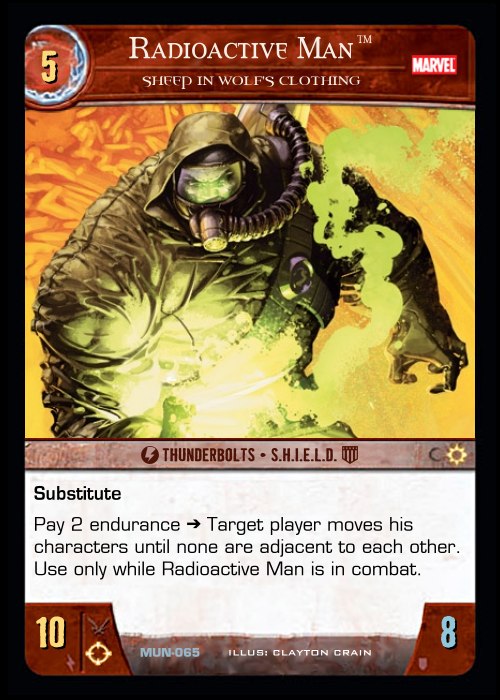 5
RADIOACTIVE MAN™
SHEEP IN WOLF'S CLOTHING
MARVEL
THUNDERBOLTS • S.H.I.E.L.D.
C
Substitute
Pay 2 endurance ➔ Target player moves his
characters until none are adjacent to each other.
Use only while Radioactive Man is in combat.
10
MUN-065
ILLUS: CLAYTON CRAIN
8